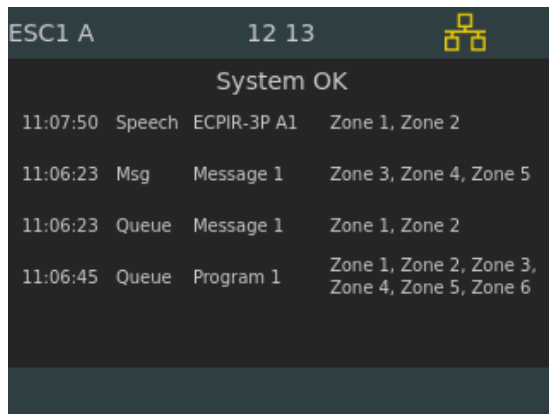 ESC1 A 12 13
System OK
11:07:50 Speech ECPIR-3P A1 Zone 1, Zone 2
11:06:23 Msg Message 1 Zone 3, Zone 4, Zone 5
11:06:23 Queue Message 1 Zone 1, Zone 2
11:06:45 Queue Program 1 Zone 1, Zone 2, Zone 3,
Zone 4, Zone 5, Zone 6